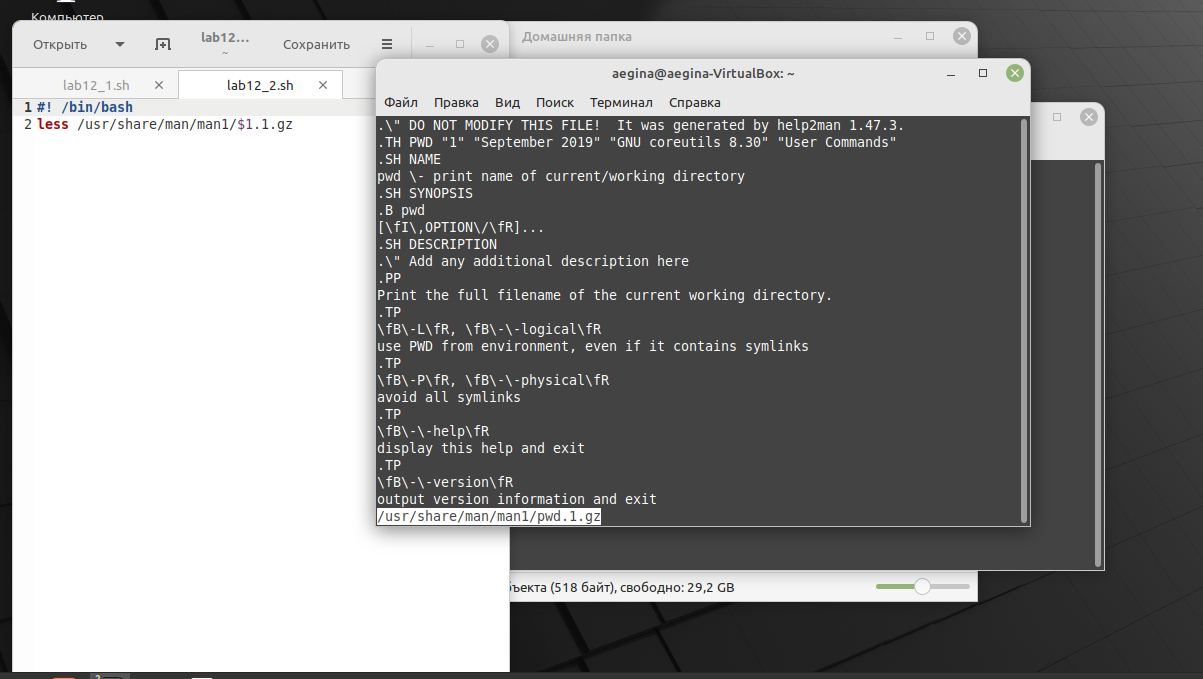 Компьютер
Открыть
lab12...
~
Сохранить
lab12_1.sh
lab12_2.sh
1 #! /bin/bash
2 less /usr/share/man/man1/$1.1.gz
Домашняя папка
aegina@aegina-VirtualBox: ~
Файл Правка Вид Поиск Терминал Справка
.\" DO NOT MODIFY THIS FILE!  It was generated by help2man 1.47.3.
.TH PWD "1" "September 2019" "GNU coreutils 8.30" "User Commands"
.SH NAME
pwd \- print name of current/working directory
.SH SYNOPSIS
.B pwd
[\fI\,OPTION\/\fR]...
.SH DESCRIPTION
.\" Add any additional description here
.PP
Print the full filename of the current working directory.
.TP
\fB\-L\fR, \fB\-\-logical\fR
use PWD from environment, even if it contains symlinks
.TP
\fB\-P\fR, \fB\-\-physical\fR
avoid all symlinks
.TP
\fB\-\-help\fR
display this help and exit
.TP
\fB\-\-version\fR
output version information and exit
/usr/share/man/man1/pwd.1.gz
бъекта (518 байт), свободно: 29,2 GB
2